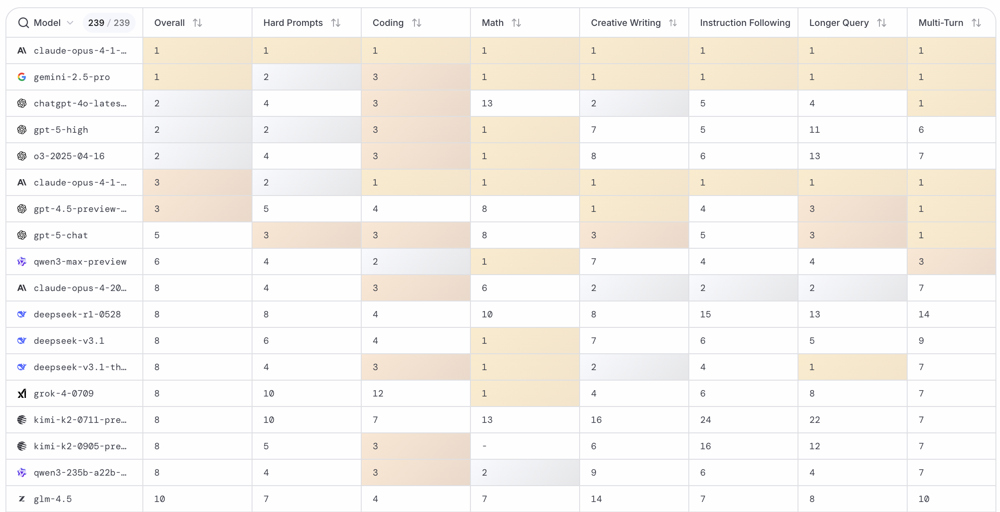 Model 239 / 239 Overall Hard Prompts Coding Math Creative Writing Instruction Following Longer Query Multi-Turn
claude-opus-4-1-… 1 1 1 1 1 1 1 1
gemini-2.5-pro 1 2 3 1 1 1 1 1
chatgpt-4o-lates… 2 4 3 13 2 5 4 1
gpt-5-high 2 2 3 1 7 5 11 6
o3-2025-04-16 2 4 3 1 8 6 13 7
claude-opus-4-1-… 3 2 1 1 1 1 1 1
gpt-4.5-preview-… 3 5 4 8 1 4 3 1
gpt-5-chat 5 3 3 8 3 5 3 1
qwen3-max-preview 6 4 2 1 7 4 4 3
claude-opus-4-20… 8 4 3 6 2 2 2 7
deepseek-r1-0528 8 8 4 10 8 15 13 14
deepseek-v3.1 8 6 4 1 7 6 5 9
deepseek-v3.1-th… 8 4 3 1 2 4 1 7
grok-4-0709 8 10 12 1 4 6 8 7
kimi-k2-0711-pre… 8 10 7 13 16 24 22 7
kimi-k2-0905-pre… 8 5 3 - 6 16 12 7
qwen3-235b-a22b-… 8 4 3 2 9 6 4 7
glm-4.5 10 7 4 7 14 7 8 10